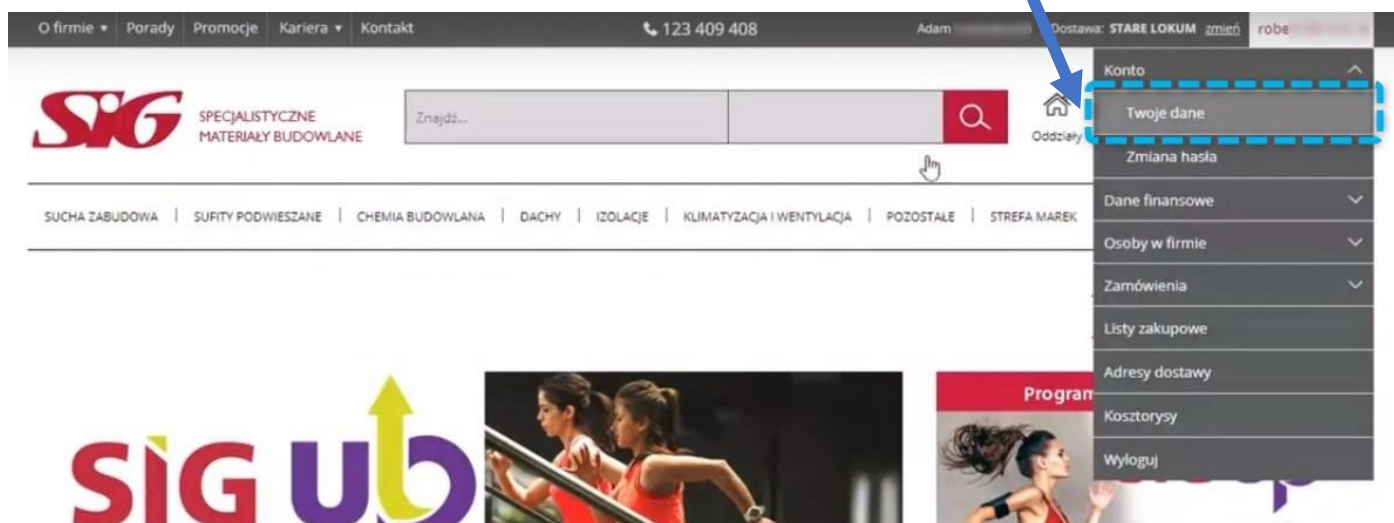 O firmie Porady Promocje Kariera Kontakt 123 409 408 Adam Dostawa: STARE LOKUM zmień robe
Konto
Twoje dane
Zmiana hasła
Dane finansowe
Osoby w firmie
Zamówienia
Listy zakupowe
Adresy dostawy
Kosztorysy
Wyloguj
SiG
SPECJALISTYCZNE
MATERIAŁY BUDOWLANE
Znajdź...
Oddziały
SUCHA ZABUDOWA | SUFITY PODWIESZANE | CHEMIA BUDOWLANA | DACHY | IZOLACJE | KLIMATYZACJA I WENTYLACJA | POZOSTAŁE | STREFA MAREK
Program
SiG Up